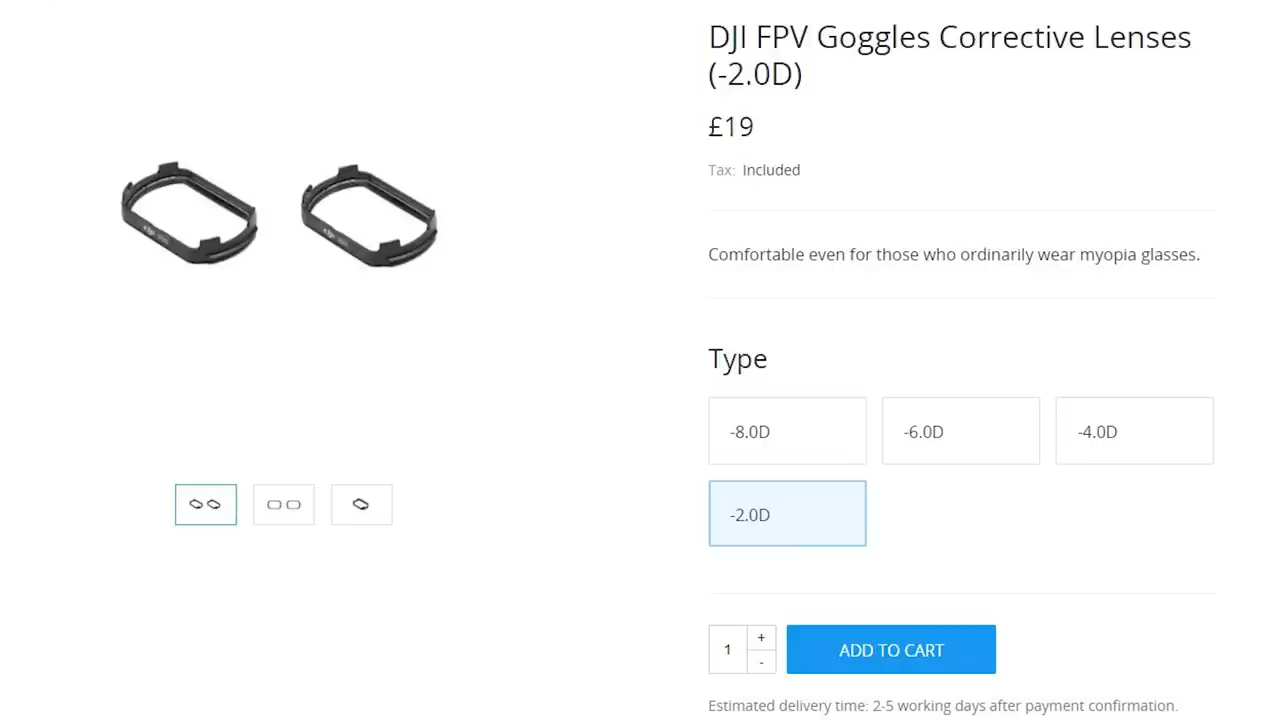 DJI FPV Goggles Corrective Lenses
(-2.0D)
£19
Tax: Included
Comfortable even for those who ordinarily wear myopia glasses.
Type
-8.0D
-6.0D
-4.0D
-2.0D
1
+
-
ADD TO CART
Estimated delivery time: 2-5 working days after payment confirmation.